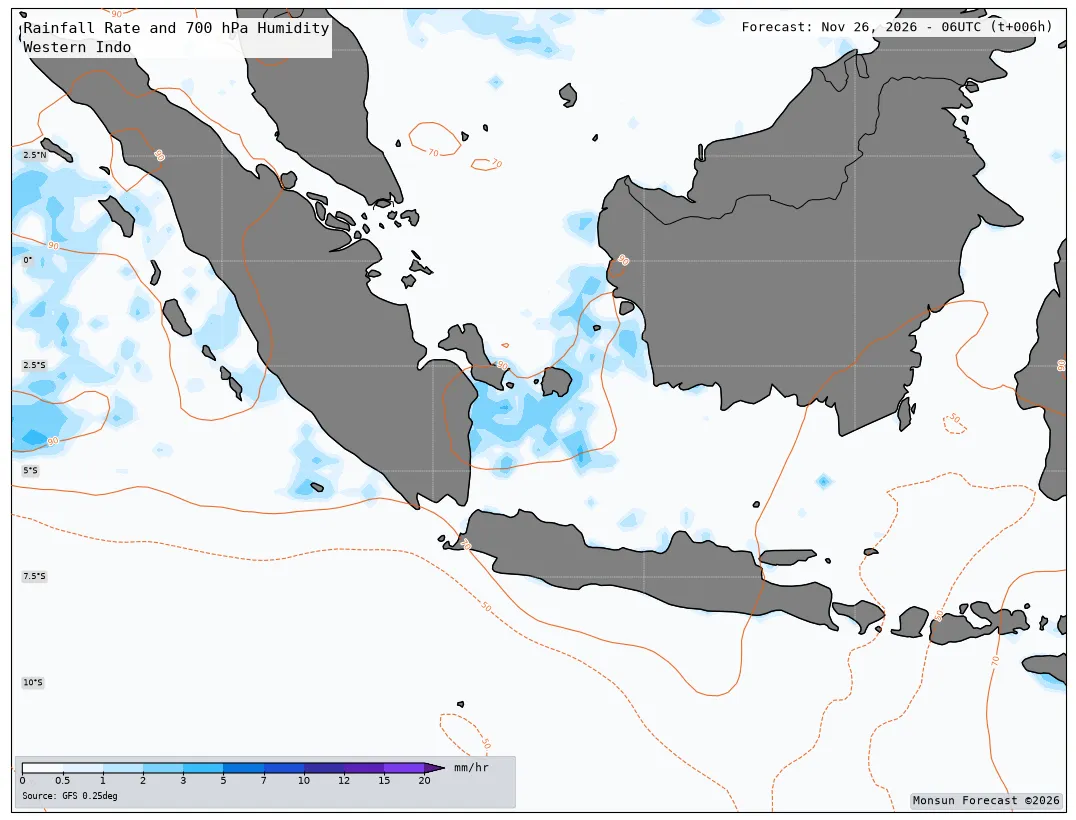 Rainfall Rate and 700 hPa Humidity
Western Indo
Forecast: Nov 26, 2026 - 06UTC (t+006h)
90
90
70
70
2.5°N
90
0°
90
90
2.5°S
90
90
50
5°S
70
7.5°S
50
70
10°S
50
mm/hr
0 0.5 1 2 3 5 7 10 12 15 20
Source: GFS 0.25deg
Monsun Forecast ©2026